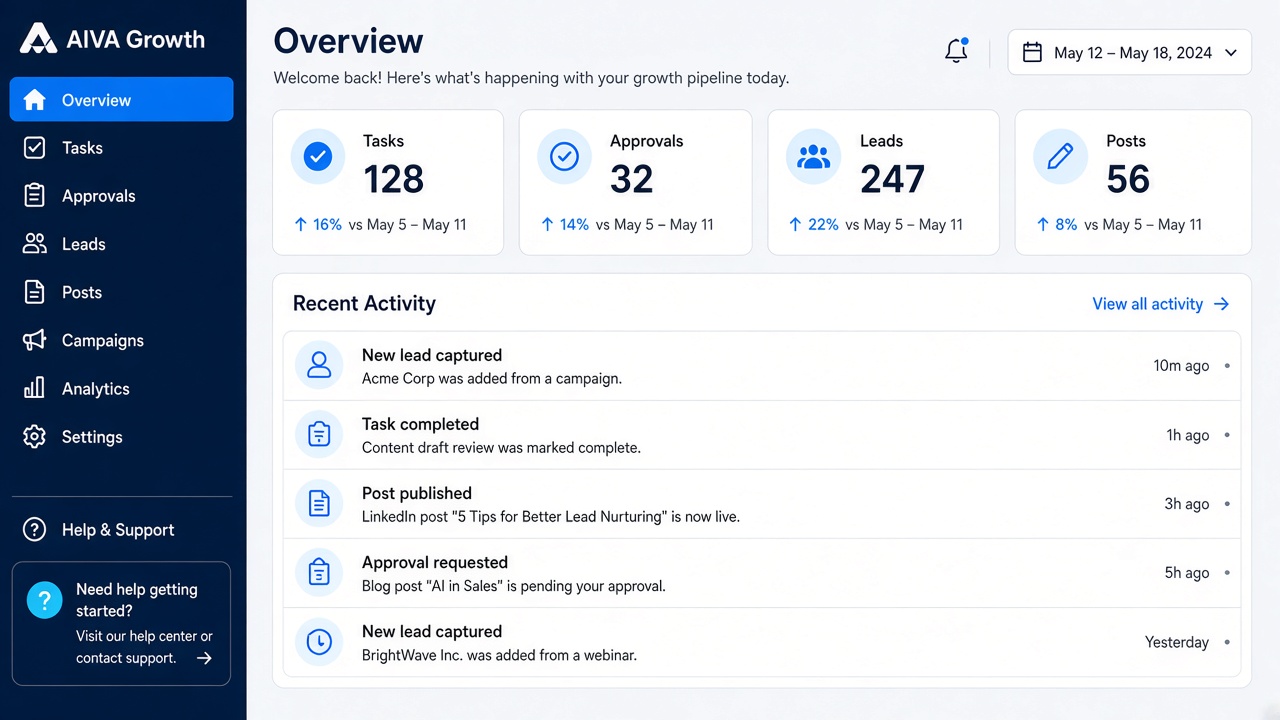 AIVA Growth
Overview
Tasks
Approvals
Leads
Posts
Campaigns
Analytics
Settings
Help & Support
?
Need help getting
started?
Visit our help center or
contact support.
Overview
Welcome back! Here's what's happening with your growth pipeline today.
May 12 – May 18, 2024
Tasks
128
16% vs May 5 – May 11
Approvals
32
14% vs May 5 – May 11
Leads
247
22% vs May 5 – May 11
Posts
56
8% vs May 5 – May 11
Recent Activity
View all activity
New lead captured
Acme Corp was added from a campaign.
10m ago
Task completed
Content draft review was marked complete.
1h ago
Post published
LinkedIn post "5 Tips for Better Lead Nurturing" is now live.
3h ago
Approval requested
Blog post "AI in Sales" is pending your approval.
5h ago
New lead captured
BrightWave Inc. was added from a webinar.
Yesterday